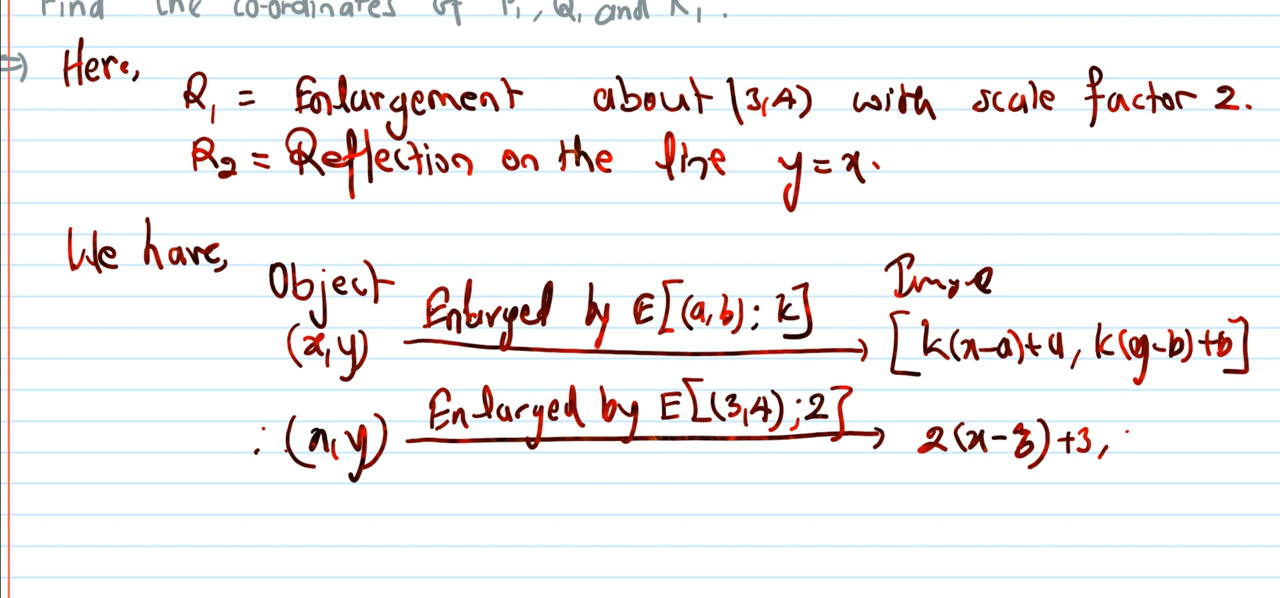 Find the co-ordinates of P₁, Q₁ and R₁.
⇒ Here,
R₁ = Enlargement about (3,4) with scale factor 2.
R₂ = Reflection on the line y=x.
We have,
Object Image
(x,y) Enlarged by E[(a,b); k] → [k(x-a)+a, k(y-b)+b]
∴ (x,y) Enlarged by E[(3,4);2] → 2(x-3)+3,